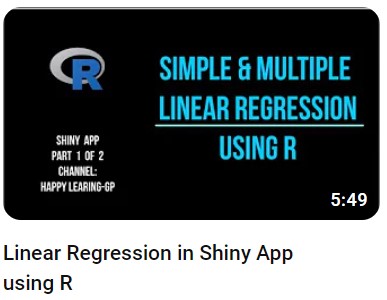 R
SIMPLE & MULTIPLE
LINEAR REGRESSION
USING R
SHINY APP
PART 1 OF 2
CHANNEL:
HAPPY LEARING-GP
5:49
Linear Regression in Shiny App
using R